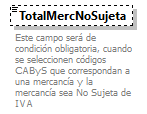 TotalMercNoSujeta
Este campo será de
condición obligatoria, cuando
se seleccionen códigos
CAByS que correspondan a
una mercancía y la
mercancía sea No Sujeta de
IVA